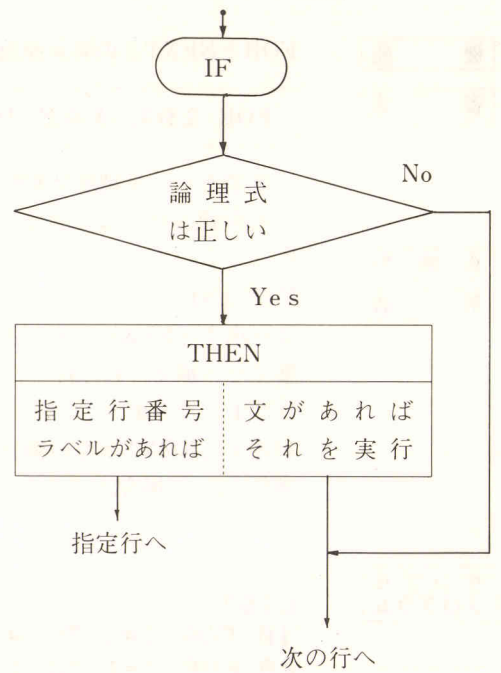 IF
論理式
は正しい
No
Yes
THEN
指定行番号
ラベルがあれば
文があれば
それを実行
指定行へ
次の行へ